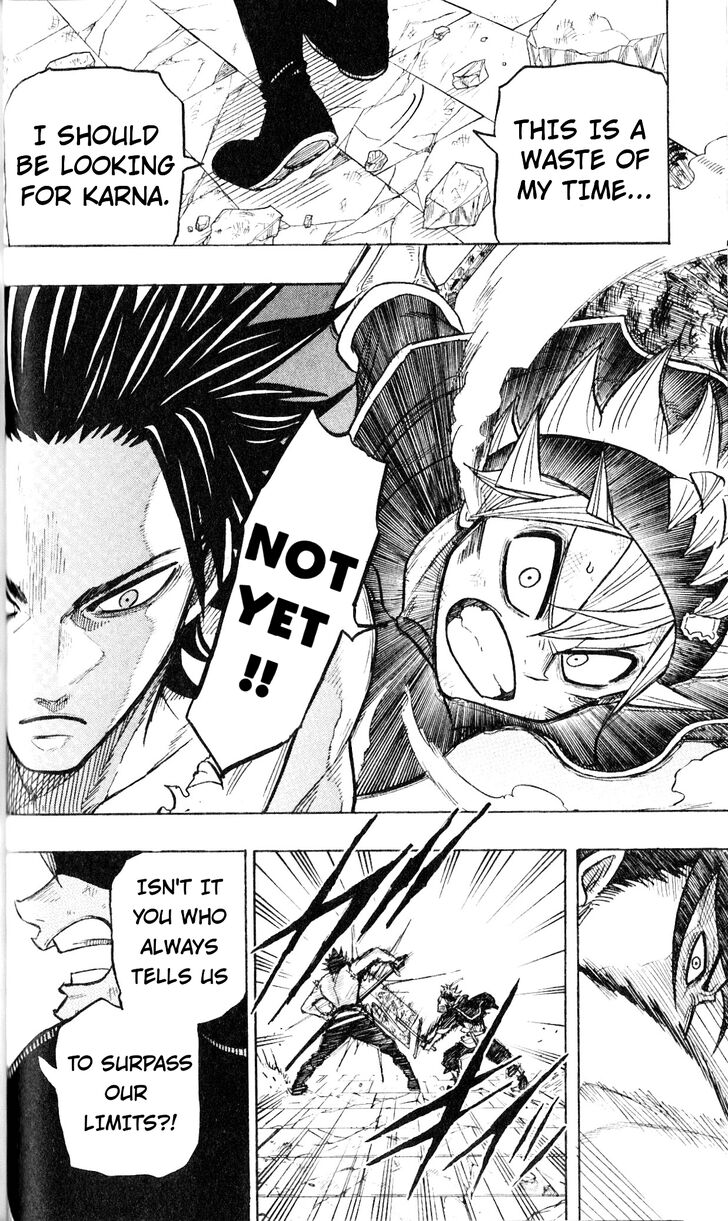 THIS IS A
WASTE OF
MY TIME...
I SHOULD
BE LOOKING
FOR KARNA.
NOT
YET
!!
ISN'T IT
YOU WHO
ALWAYS
TELLS US
TO SURPASS
OUR
LIMITS?!